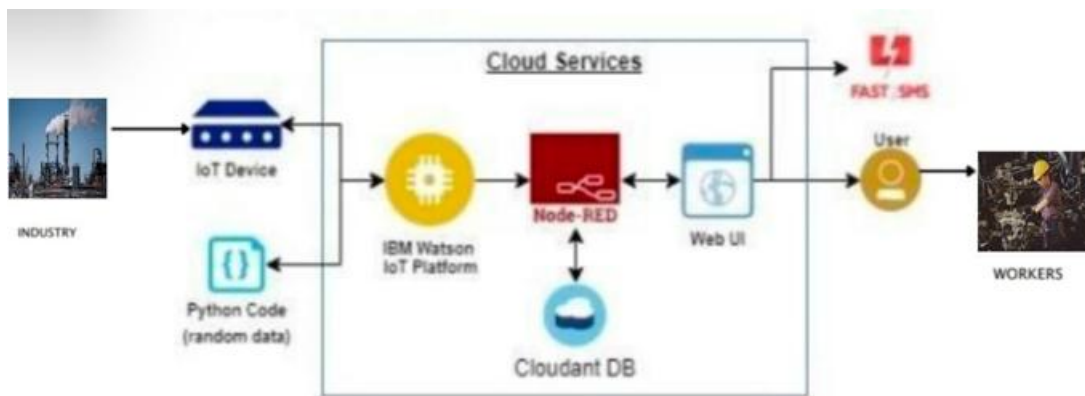 Cloud Services
FAST SMS
User
IoT Device
INDUSTRY
Node-RED
Web UI
IBM Watson
IoT Platform
WORKERS
Python Code
(random data)
Cloudant DB